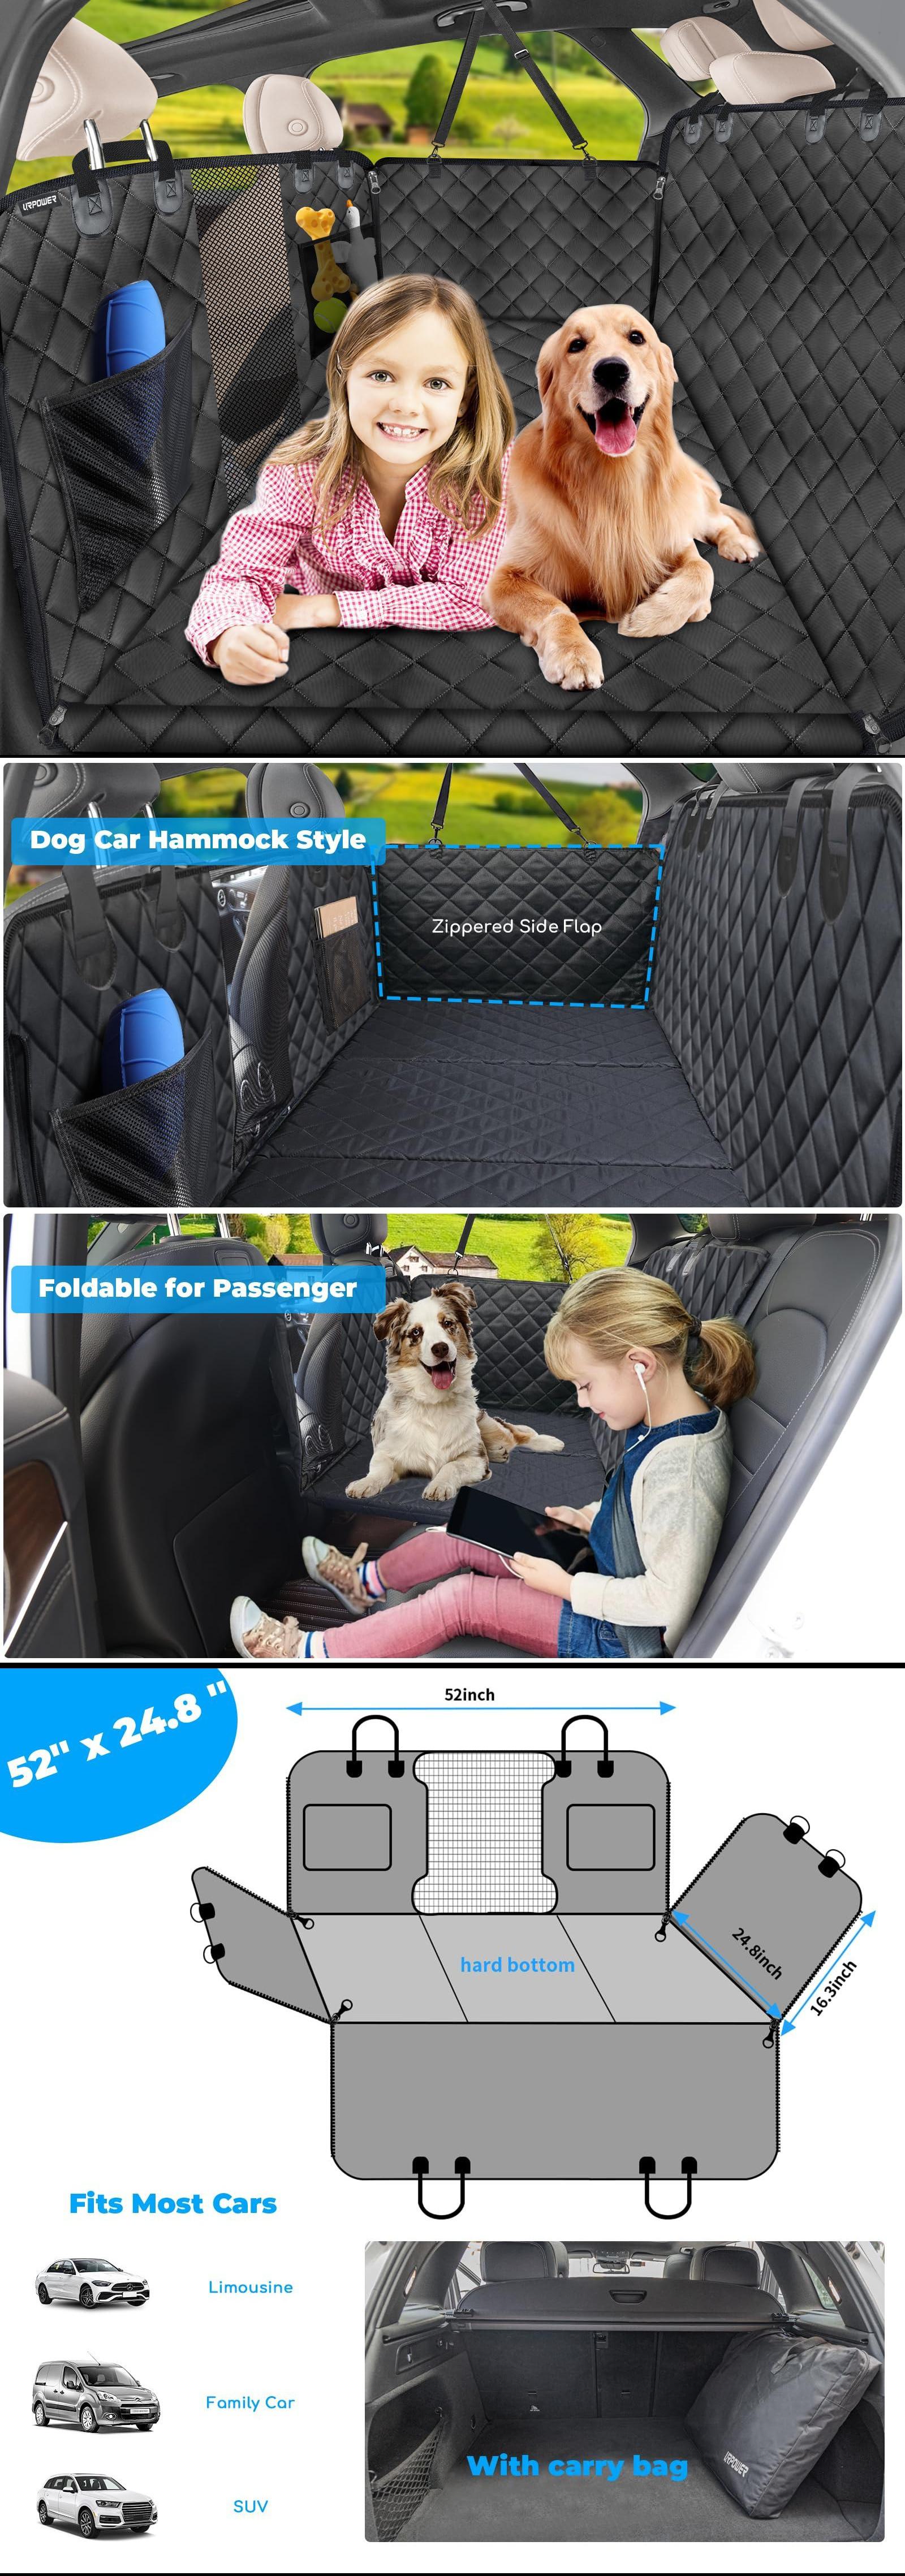 URPOWER
Dog Car Hammock Style
Zippered Side Flap
Foldable for Passenger
52" x 24.8 "
52inch
hard bottom
24.8inch
16.3inch
Fits Most Cars
Limousine
Family Car
SUV
With carry bag
URPOWER